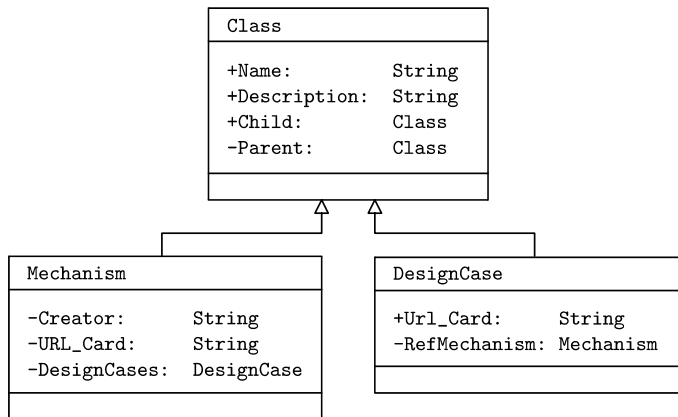 Class
+Name: String
+Description: String
+Child: Class
-Parent: Class
Mechanism
-Creator: String
-URL_Card: String
-DesignCases: DesignCase
DesignCase
+Url_Card: String
-RefMechanism: Mechanism